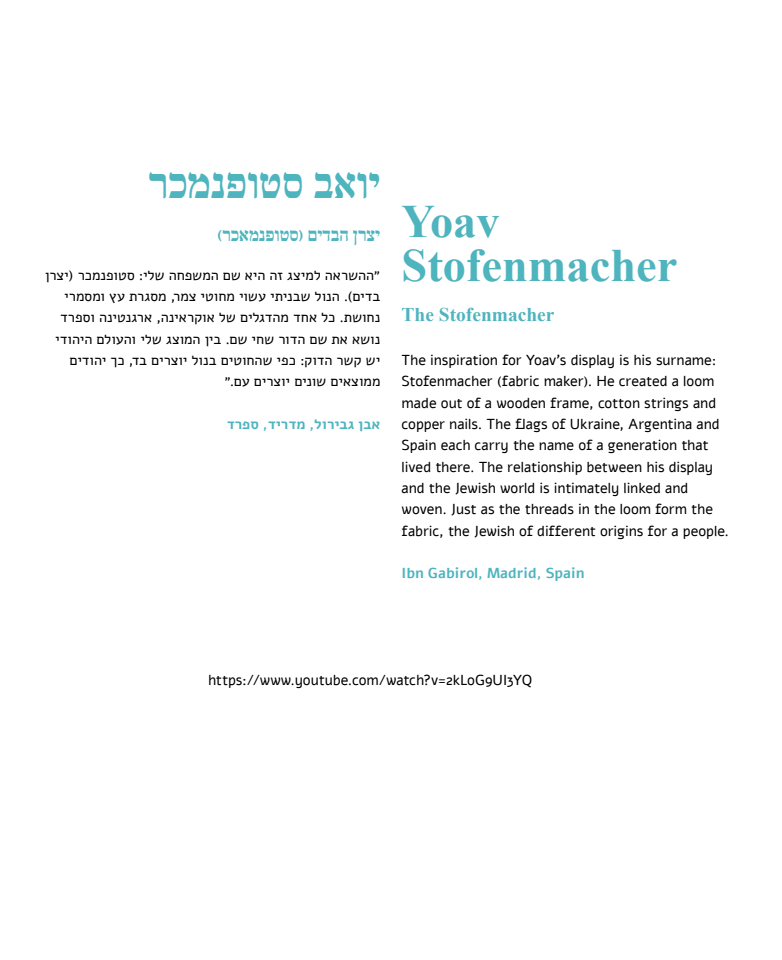 יואב סטופנמכר
יצרן הבדים (סטופנמאכר)
״ההשראה למיצג זה היא שם המשפחה שלי: סטופנמכר (יצרן
בדים). הנול שבניתי עשוי מחוטי צמר, מסגרת עץ ומסמרי
נחושת. כל אחד מהדגלים של אוקראינה, ארגנטינה וספרד
נושא את שם הדור שחי שם. בין המוצג שלי והעולם היהודי
יש קשר הדוק: כפי שהחוטים בנול יוצרים בד, כך יהודים
ממוצאים שונים יוצרים עם.״
אבן גבירול, מדריד, ספרד
Yoav
Stofenmacher
The Stofenmacher
The inspiration for Yoav's display is his surname:
Stofenmacher (fabric maker). He created a loom
made out of a wooden frame, cotton strings and
copper nails. The flags of Ukraine, Argentina and
Spain each carry the name of a generation that
lived there. The relationship between his display
and the Jewish world is intimately linked and
woven. Just as the threads in the loom form the
fabric, the Jewish of different origins for a people.
Ibn Gabirol, Madrid, Spain
https://www.youtube.com/watch?v=2kLoG9UI3YQ